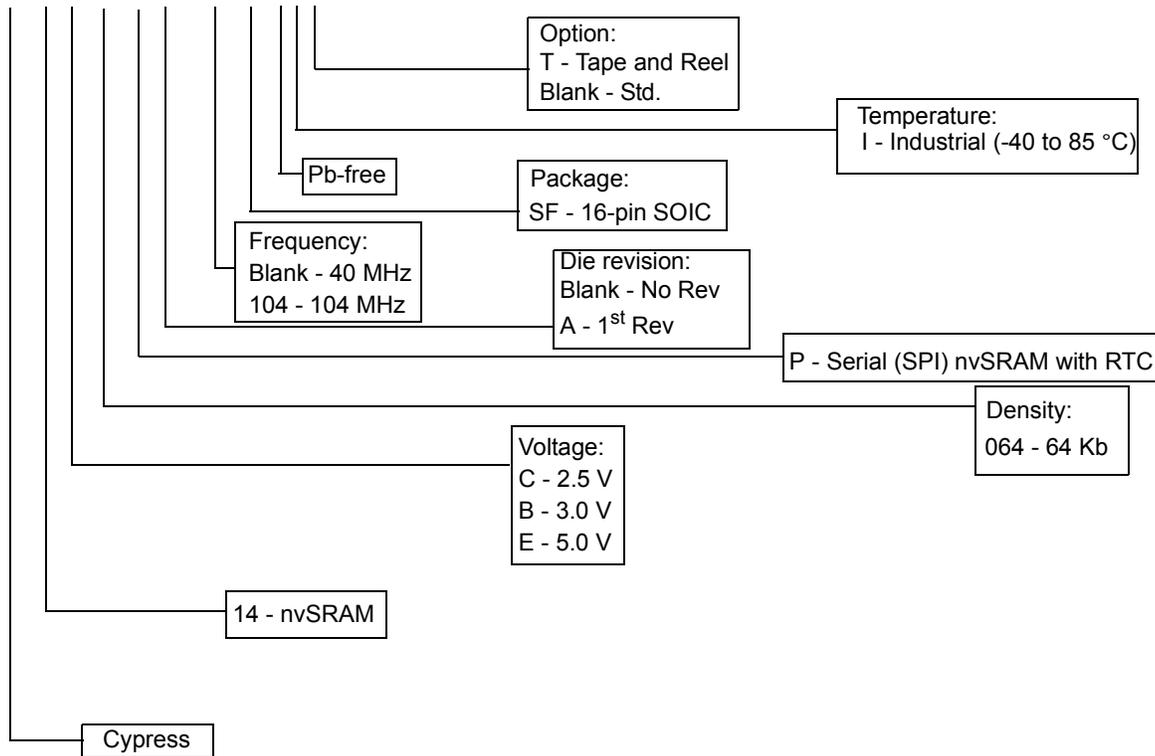 Option:
T - Tape and Reel
Blank - Std.
Temperature:
I - Industrial (-40 to 85 °C)
Pb-free
Package:
SF - 16-pin SOIC
Frequency:
Blank - 40 MHz
104 - 104 MHz
Die revision:
Blank - No Rev
A - 1st Rev
P - Serial (SPI) nvSRAM with RTC
Density:
064 - 64 Kb
Voltage:
C - 2.5 V
B - 3.0 V
E - 5.0 V
14 - nvSRAM
Cypress